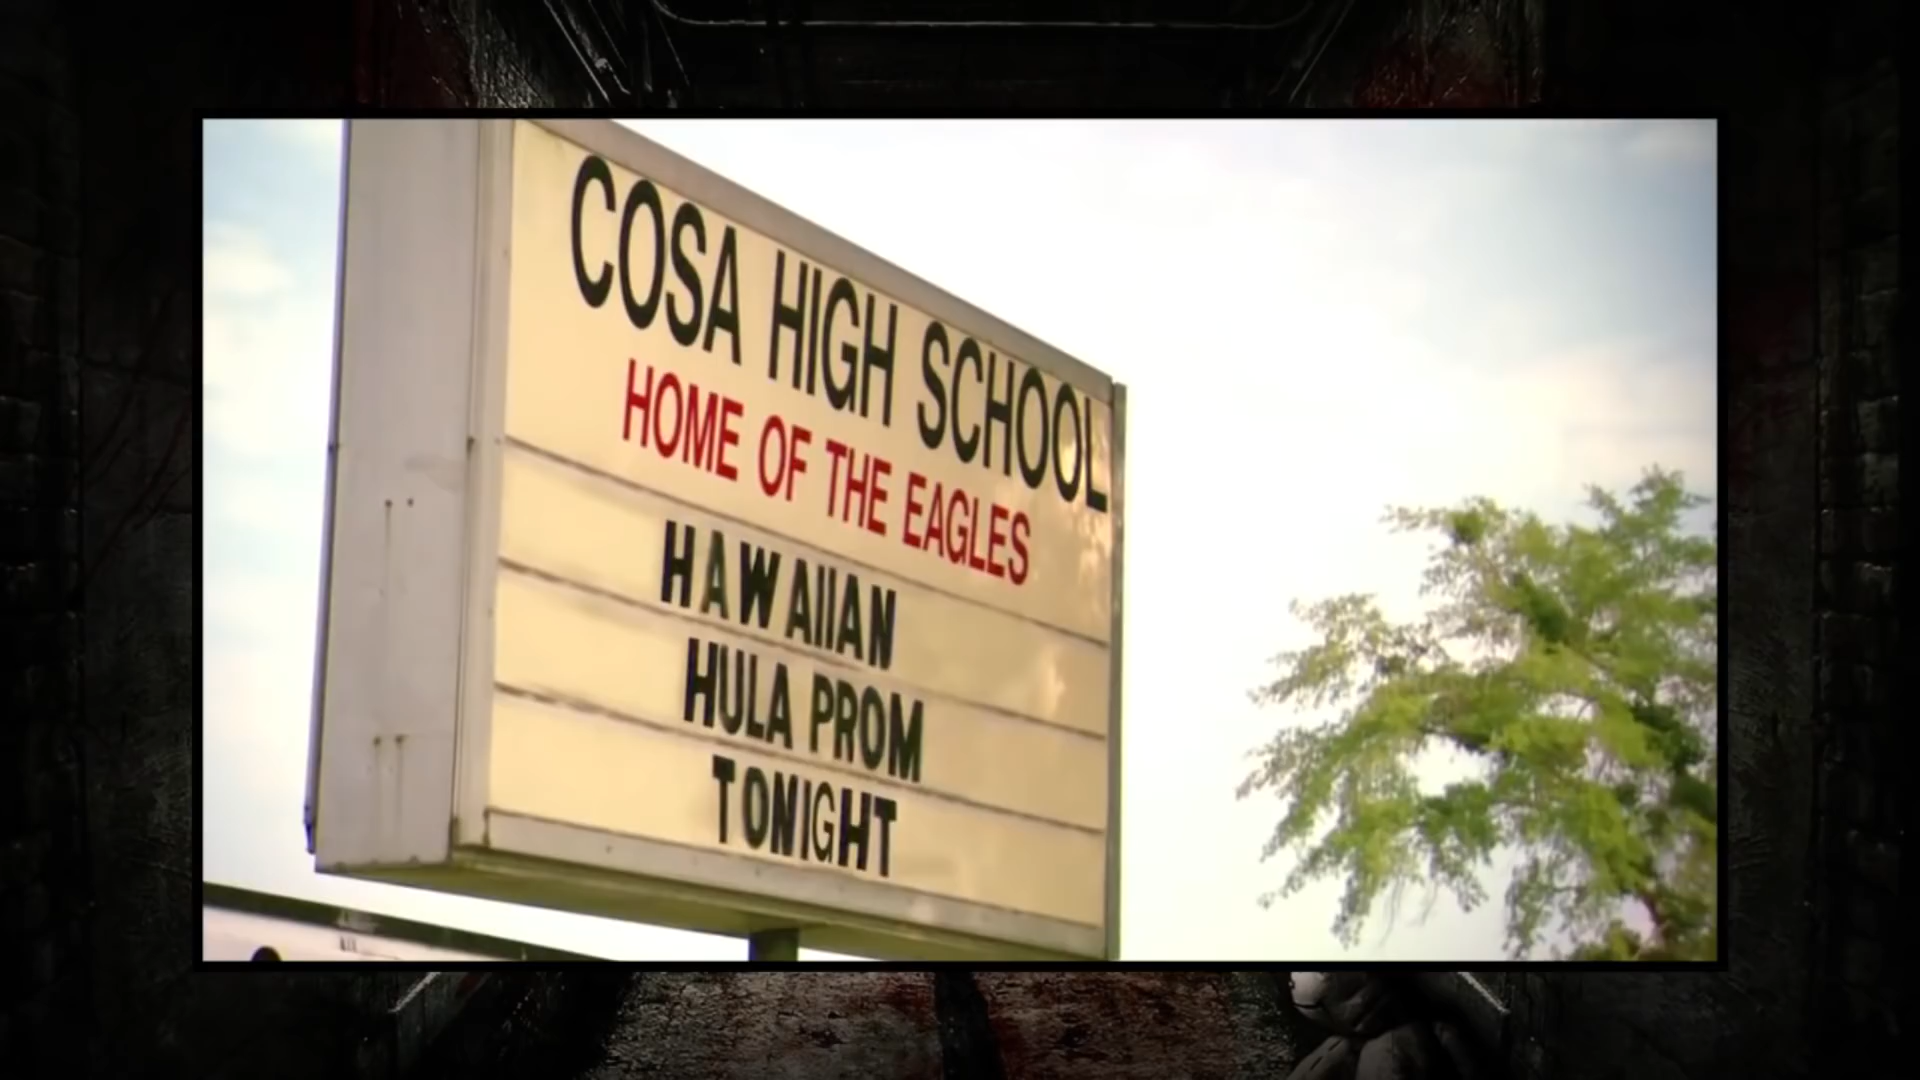 COSA HIGH SCHOOL
HOME OF THE EAGLES
HAWAIIAN
HULA PROM
TONIGHT